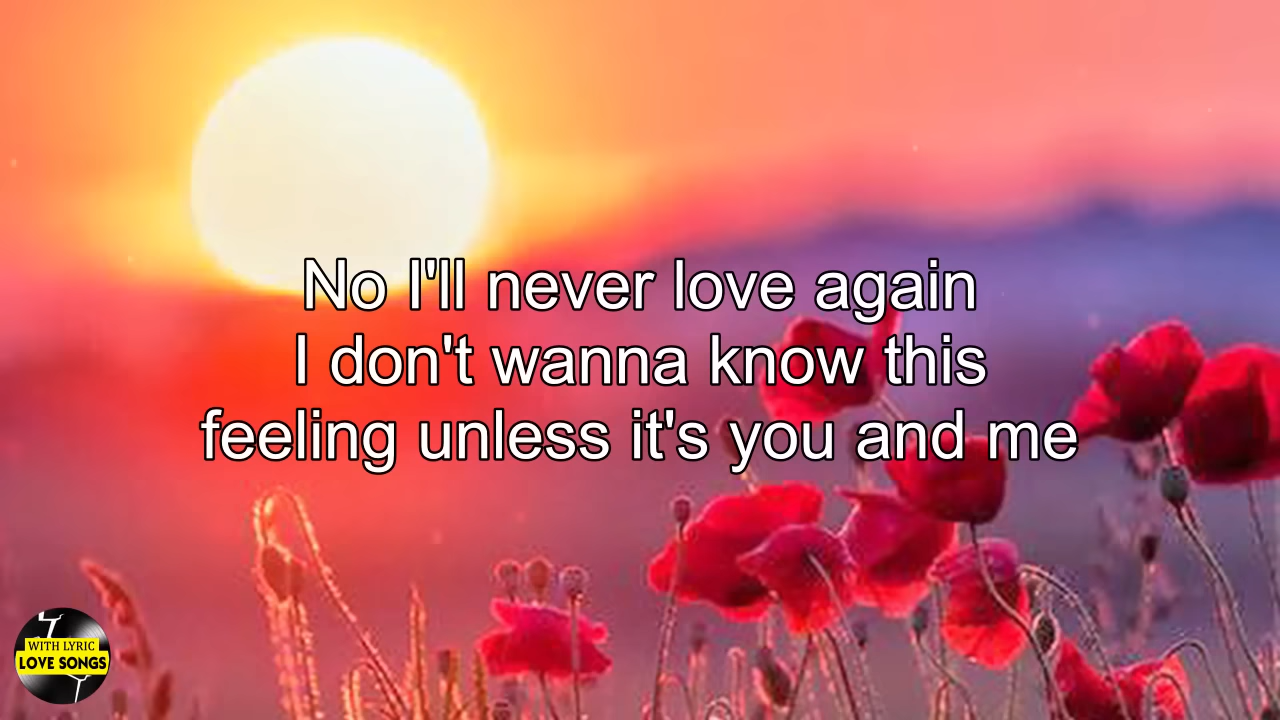 No I'll never love again
I don't wanna know this
feeling unless it's you and me
WITH LYRIC
LOVE SONGS